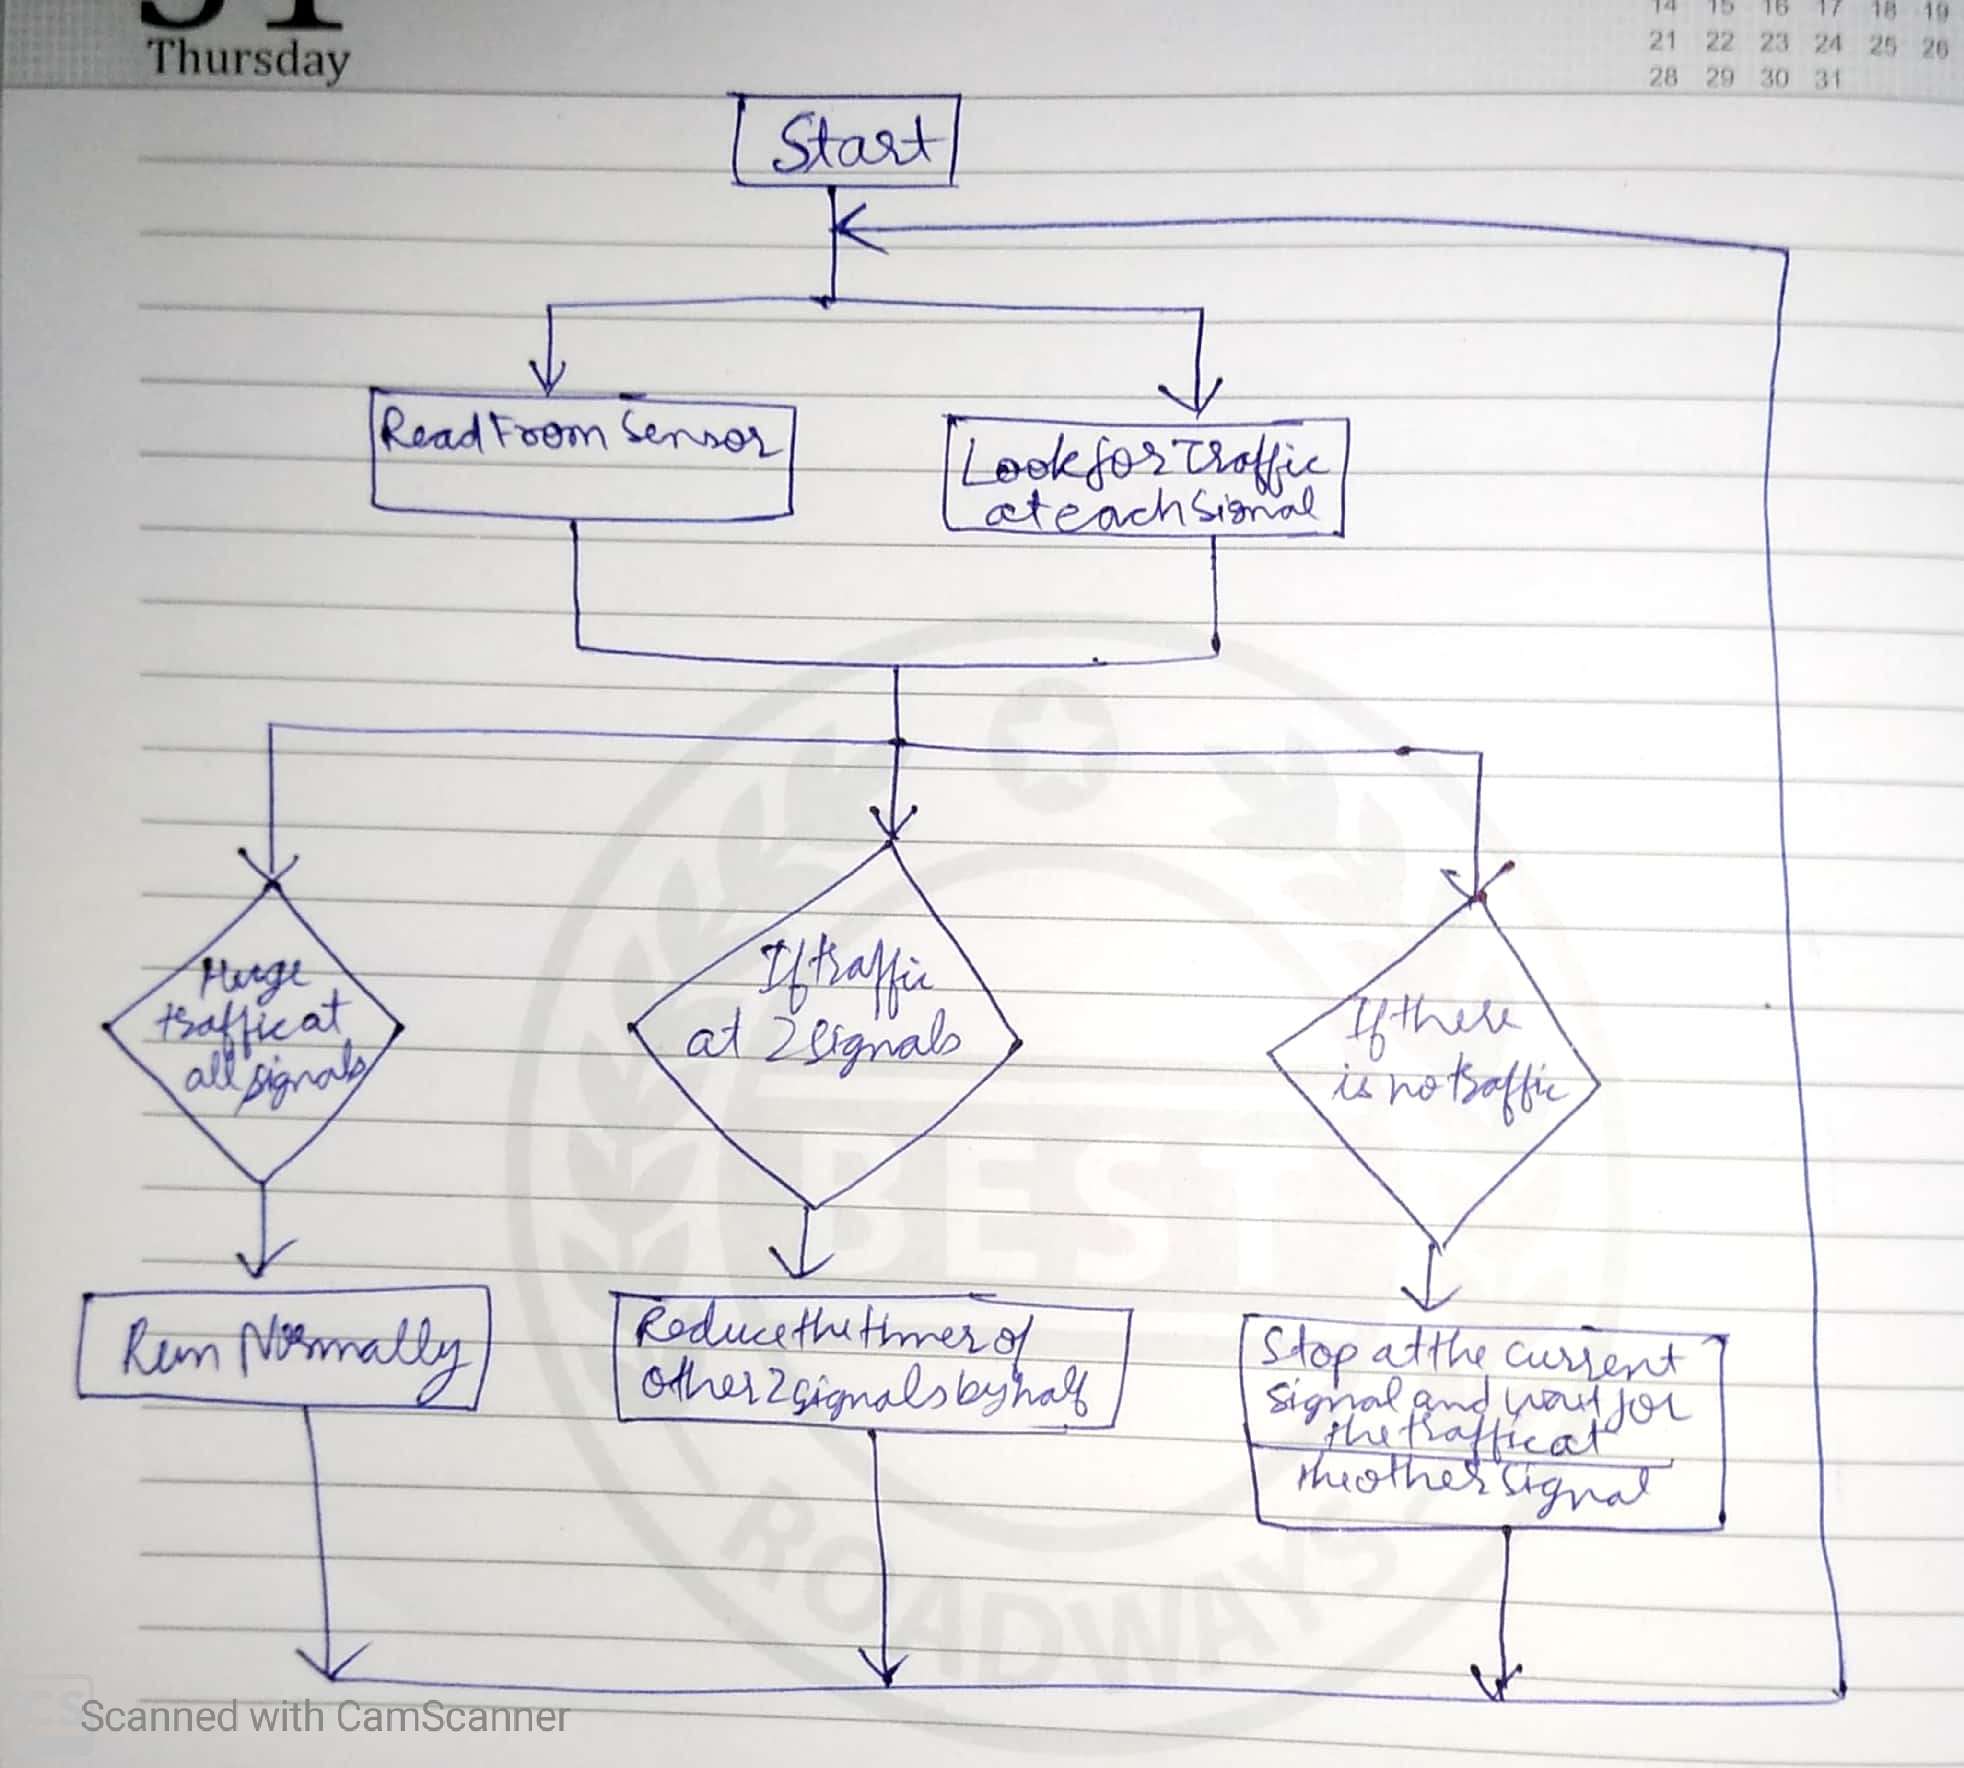 Thursday
14 15 16 17 18 19
21 22 23 24 25 26
28 29 30 31
Start
Read From Sensor
Look for Traffic
at each Signal
Huge
traffic at
all signals
If traffic
at 2 signals
If there
is no traffic
Run Normally
Reduce the timer of
other 2 signals by half
Stop at the current
signal and wait for
the traffic at
the other signal
BEST
ROADWAYS
CS
Scanned with CamScanner